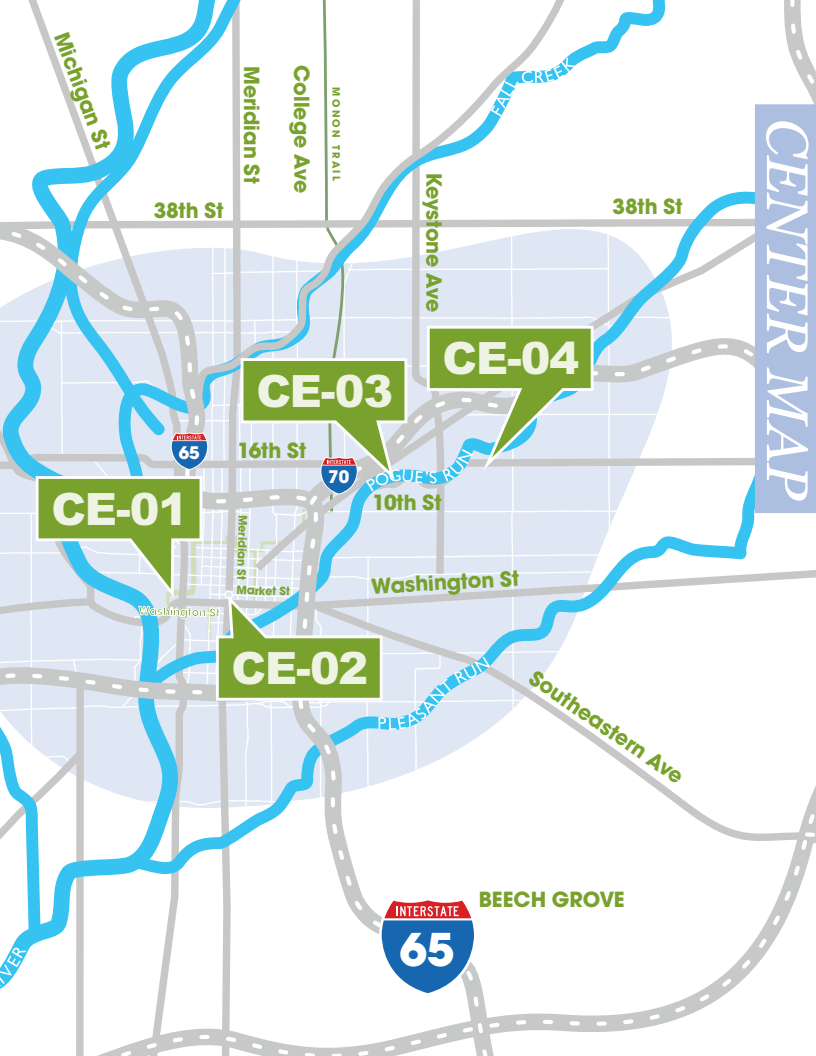 Michigan St
Meridian St
College Ave
MONON TRAIL
FALL CREEK
CENTER MAP
38th St
38th St
Keystone Ave
CE-04
CE-03
INTERSTATE
65
16th St
INTERSTATE
70
POGUE'S RUN
10th St
CE-01
Meridian St
Market St
Washington St
Washington St
CE-02
PLEASANT RUN
Southeastern Ave
INTERSTATE
65
BEECH GROVE